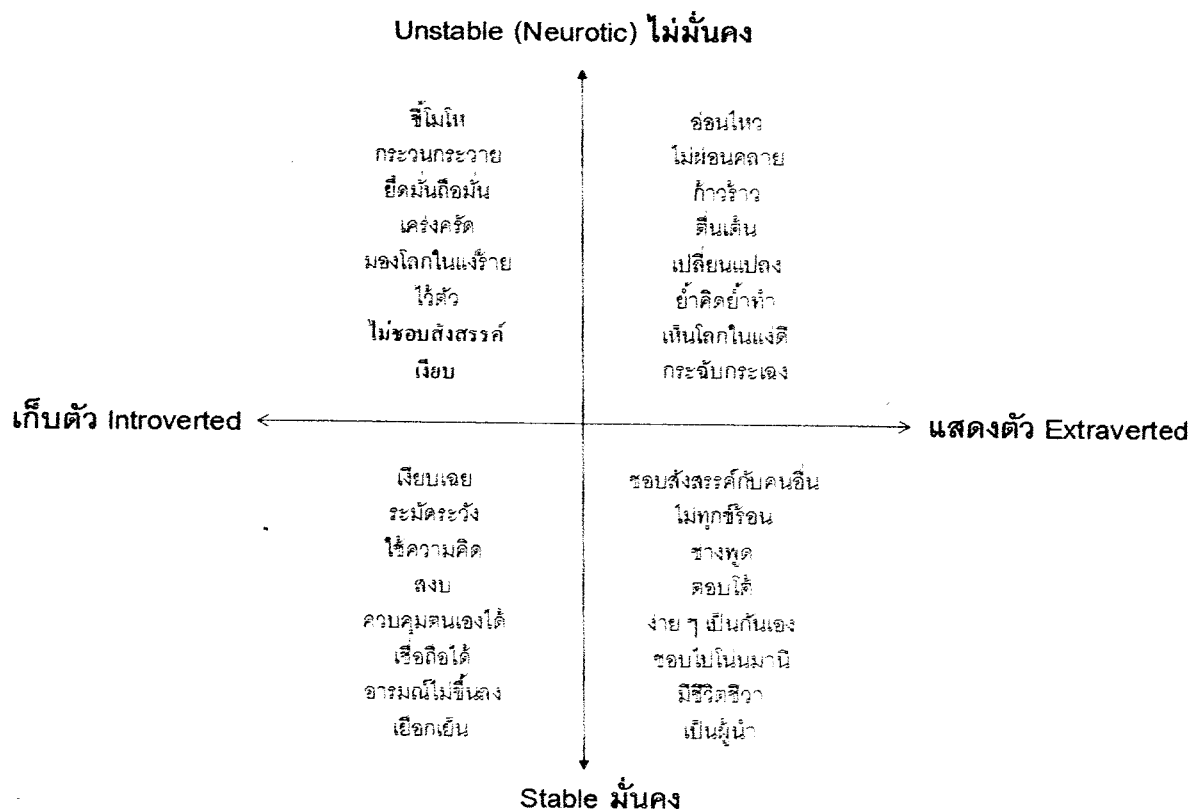 Unstable (Neurotic) ไม่มั่นคง
ขี้โมโห
กระวนกระวาย
ยึดมั่นถือมั่น
เคร่งครัด
มองโลกในแง่ร้าย
ไว้ตัว
ไม่ชอบสังสรรค์
เงียบ
อ่อนไหว
ไม่ผ่อนคลาย
ก้าวร้าว
ตื่นเต้น
เปลี่ยนแปลง
ย้ำคิดย้ำทำ
เห็นโลกในแง่ดี
กระฉับกระเฉง
เก็บตัว Introverted
แสดงตัว Extraverted
เงียบเฉย
ระมัดระวัง
ใช้ความคิด
สงบ
ควบคุมตนเองได้
เชื่อถือได้
อารมณ์ไม่ขึ้นลง
เยือกเย็น
ชอบสังสรรค์กับคนอื่น
ไม่ทุกข์ร้อน
ช่างพูด
ตอบโต้
ง่าย ๆ เป็นกันเอง
ชอบไปโน่นมานี่
มีชีวิตชีวา
เป็นผู้นำ
Stable มั่นคง